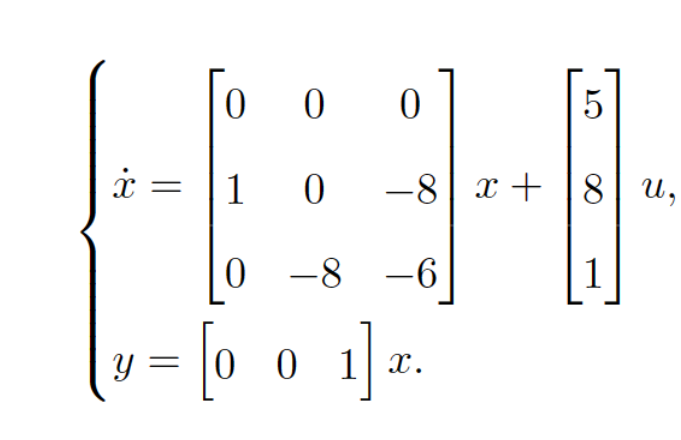 ẋ = [0 0 0; 1 0 −8; 0 −8 −6] x + [5; 8; 1] u,
y = [0 0 1] x.